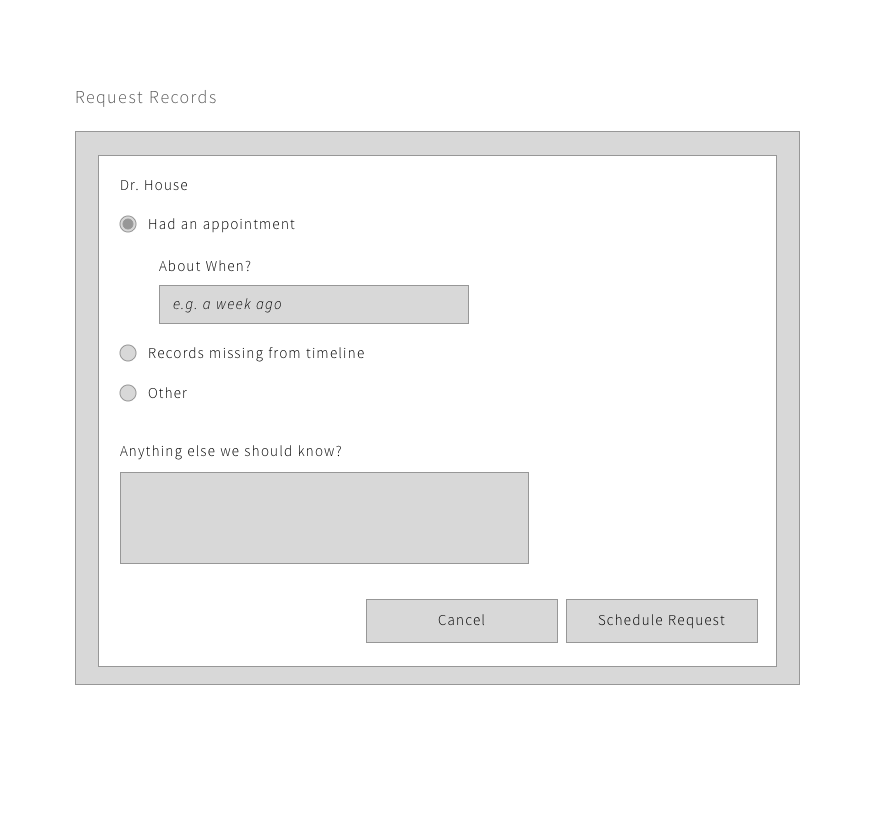 Request Records
Dr. House
Had an appointment
About When?
e.g. a week ago
Records missing from timeline
Other
Anything else we should know?
Cancel
Schedule Request